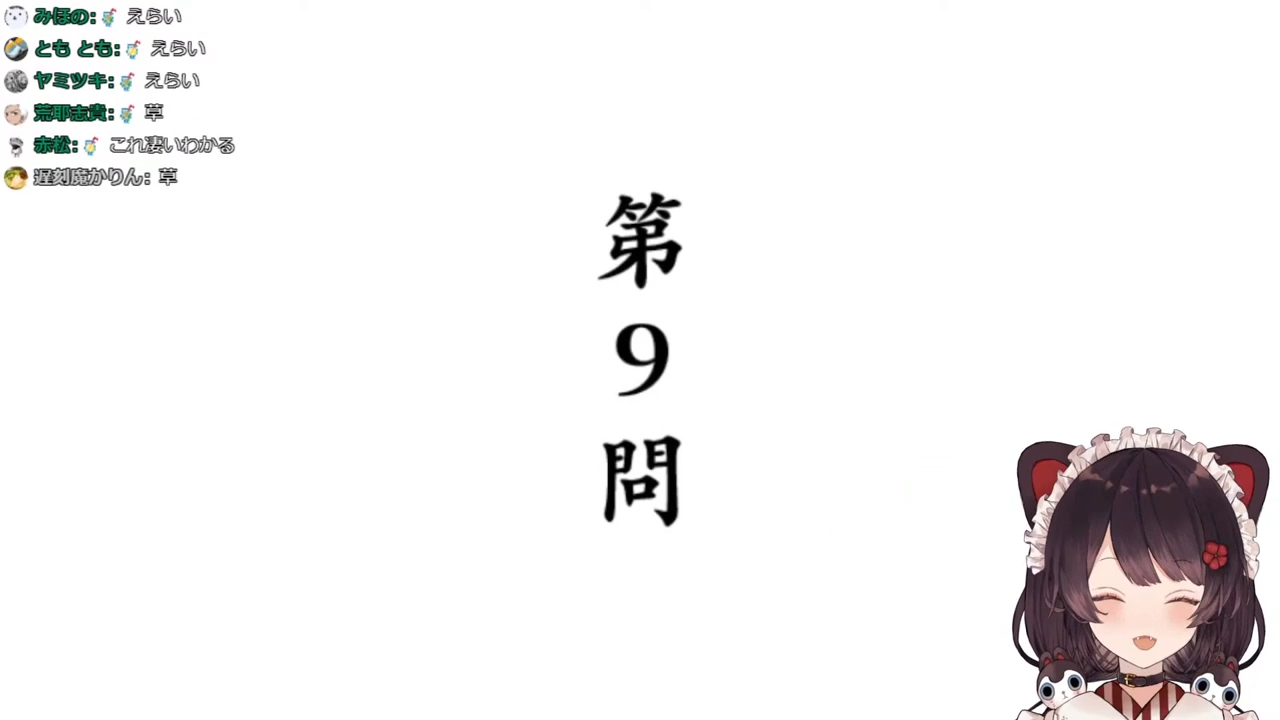 みほの: えらい
とも とも: えらい
ヤミツキ: えらい
荒耶志貴: 草
赤松: これ凄いわかる
遅刻魔かりん: 草
第9問